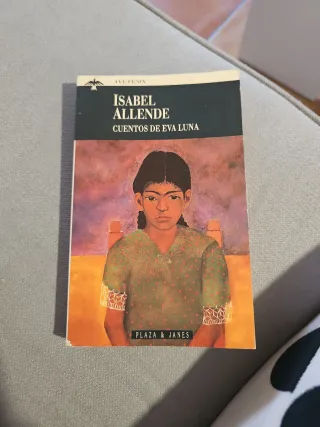 AVE FENIX
ISABEL
ALLENDE
CUENTOS DE EVA LUNA
PLAZA & JANES